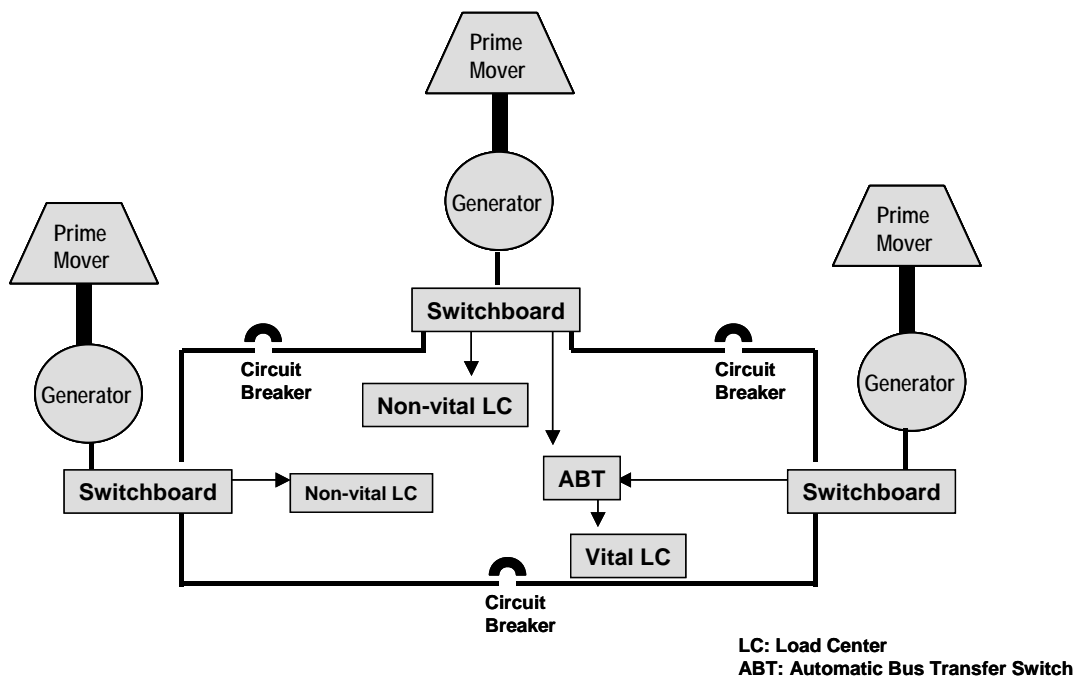 Prime
Mover
Generator
Switchboard
Prime
Mover
Generator
Switchboard
Prime
Mover
Generator
Switchboard
Circuit
Breaker
Circuit
Breaker
Non-vital LC
Non-vital LC
ABT
Vital LC
Circuit
Breaker
LC: Load Center
ABT: Automatic Bus Transfer Switch